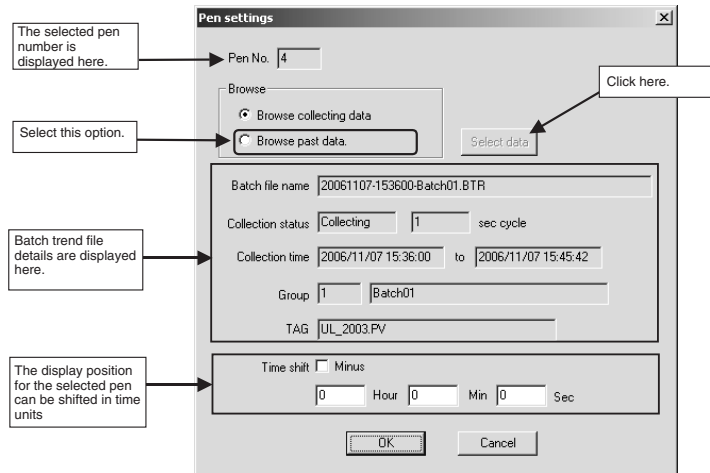 Pen settings
The selected pen
number is
displayed here.
Pen No. 4
Click here.
Browse
Browse collecting data
Select this option.
Browse past data.
Select data
Batch file name 20061107-153600-Batch01.BTR
Collection status Collecting 1 sec cycle
Batch trend file
details are displayed
here.
Collection time 2006/11/07 15:36:00 to 2006/11/07 15:45:42
Group 1 Batch01
TAG UL_2003.PV
The display position
for the selected pen
can be shifted in time
units
Time shift Minus
0 Hour 0 Min 0 Sec
OK Cancel